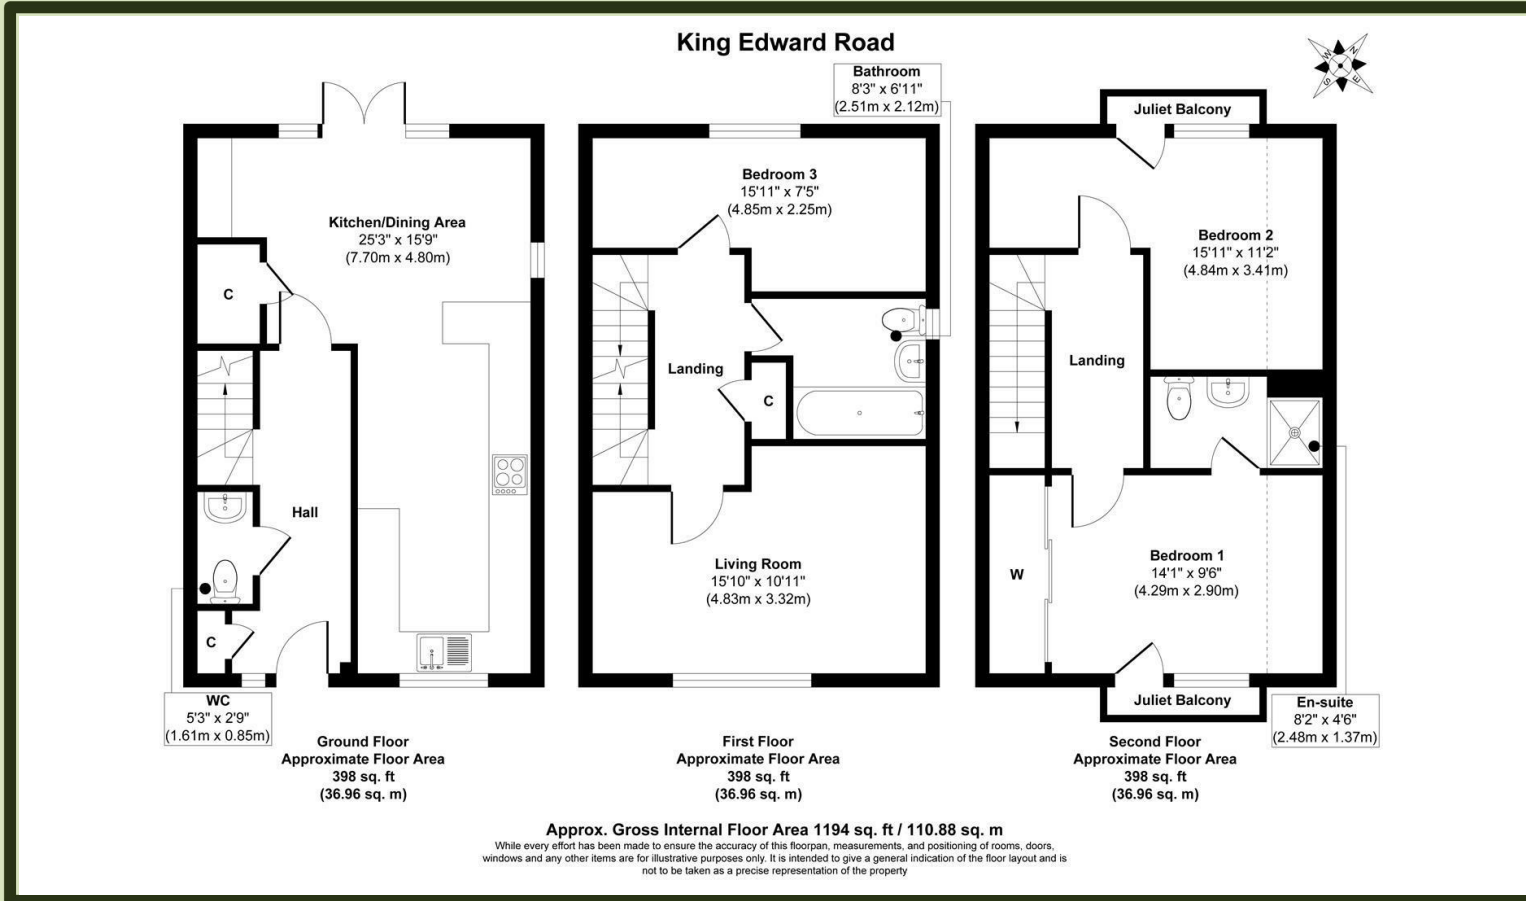 King Edward Road
N
W
E
S
Bathroom
8'3" x 6'11"
(2.51m x 2.12m)
Kitchen/Dining Area
25'3" x 15'9"
(7.70m x 4.80m)
C
Hall
C
WC
5'3" x 2'9"
(1.61m x 0.85m)
Ground Floor
Approximate Floor Area
398 sq. ft
(36.96 sq. m)
Bedroom 3
15'11" x 7'5"
(4.85m x 2.25m)
Landing
C
Living Room
15'10" x 10'11"
(4.83m x 3.32m)
First Floor
Approximate Floor Area
398 sq. ft
(36.96 sq. m)
Juliet Balcony
Bedroom 2
15'11" x 11'2"
(4.84m x 3.41m)
Landing
W
Bedroom 1
14'1" x 9'6"
(4.29m x 2.90m)
Juliet Balcony
En-suite
8'2" x 4'6"
(2.48m x 1.37m)
Second Floor
Approximate Floor Area
398 sq. ft
(36.96 sq. m)
Approx. Gross Internal Floor Area 1194 sq. ft / 110.88 sq. m
While every effort has been made to ensure the accuracy of this floorpan, measurements, and positioning of rooms, doors,
windows and any other items are for illustrative purposes only. It is intended to give a general indication of the floor layout and is
not to be taken as a precise representation of the property